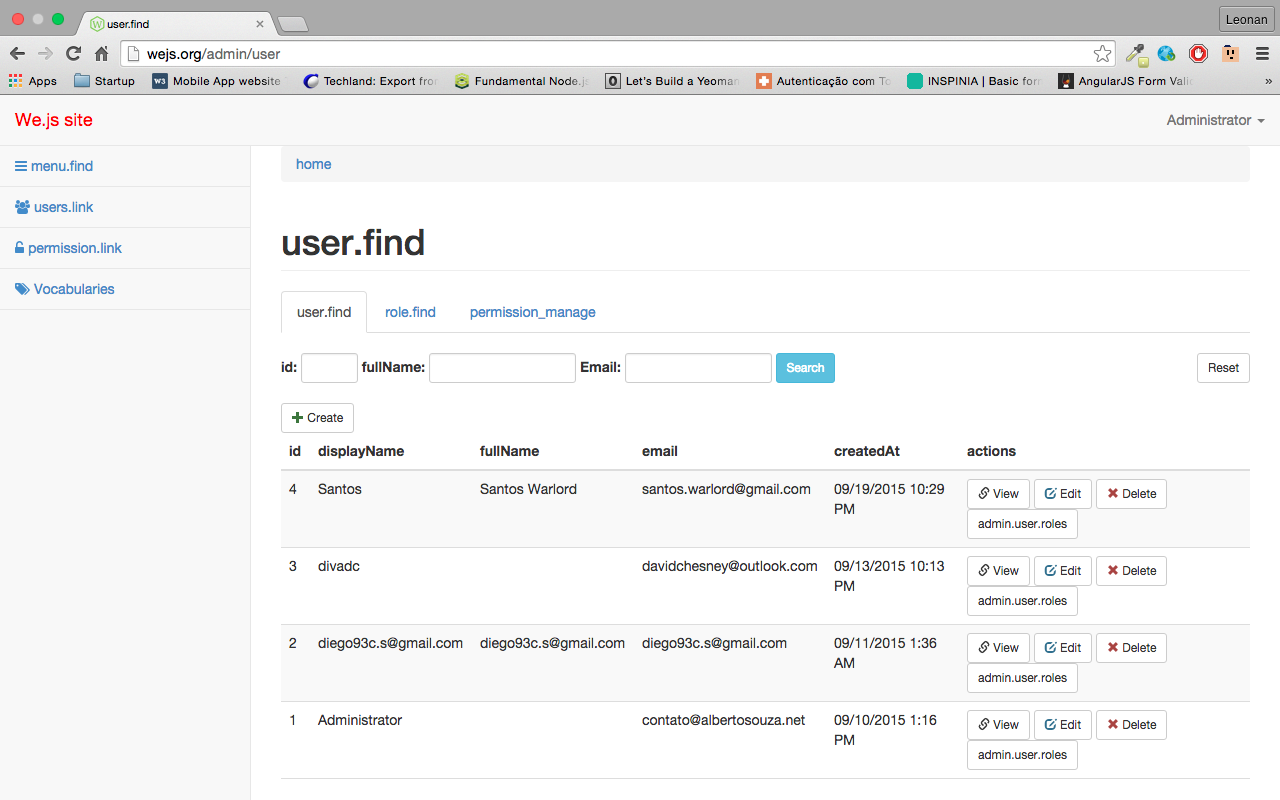 user.find
Leonan
wejs.org/admin/user
Apps Startup Mobile App website Techland: Export fron Fundamental Node.js Let's Build a Yeoman Autenticação com To INSPINIA | Basic form AngularJS Form Valid »
We.js site
Administrator
menu.find
users.link
permission.link
Vocabularies
home
user.find
user.find role.find permission_manage
id: fullName: Email: Search Reset
Create
id displayName fullName email createdAt actions
4 Santos Santos Warlord santos.warlord@gmail.com 09/19/2015 10:29 View Edit Delete
PM admin.user.roles
3 divadc davidchesney@outlook.com 09/13/2015 10:13 View Edit Delete
PM admin.user.roles
2 diego93c.s@gmail.com diego93c.s@gmail.com diego93c.s@gmail.com 09/11/2015 1:36 View Edit Delete
AM admin.user.roles
1 Administrator contato@albertosouza.net 09/10/2015 1:16 View Edit Delete
PM admin.user.roles